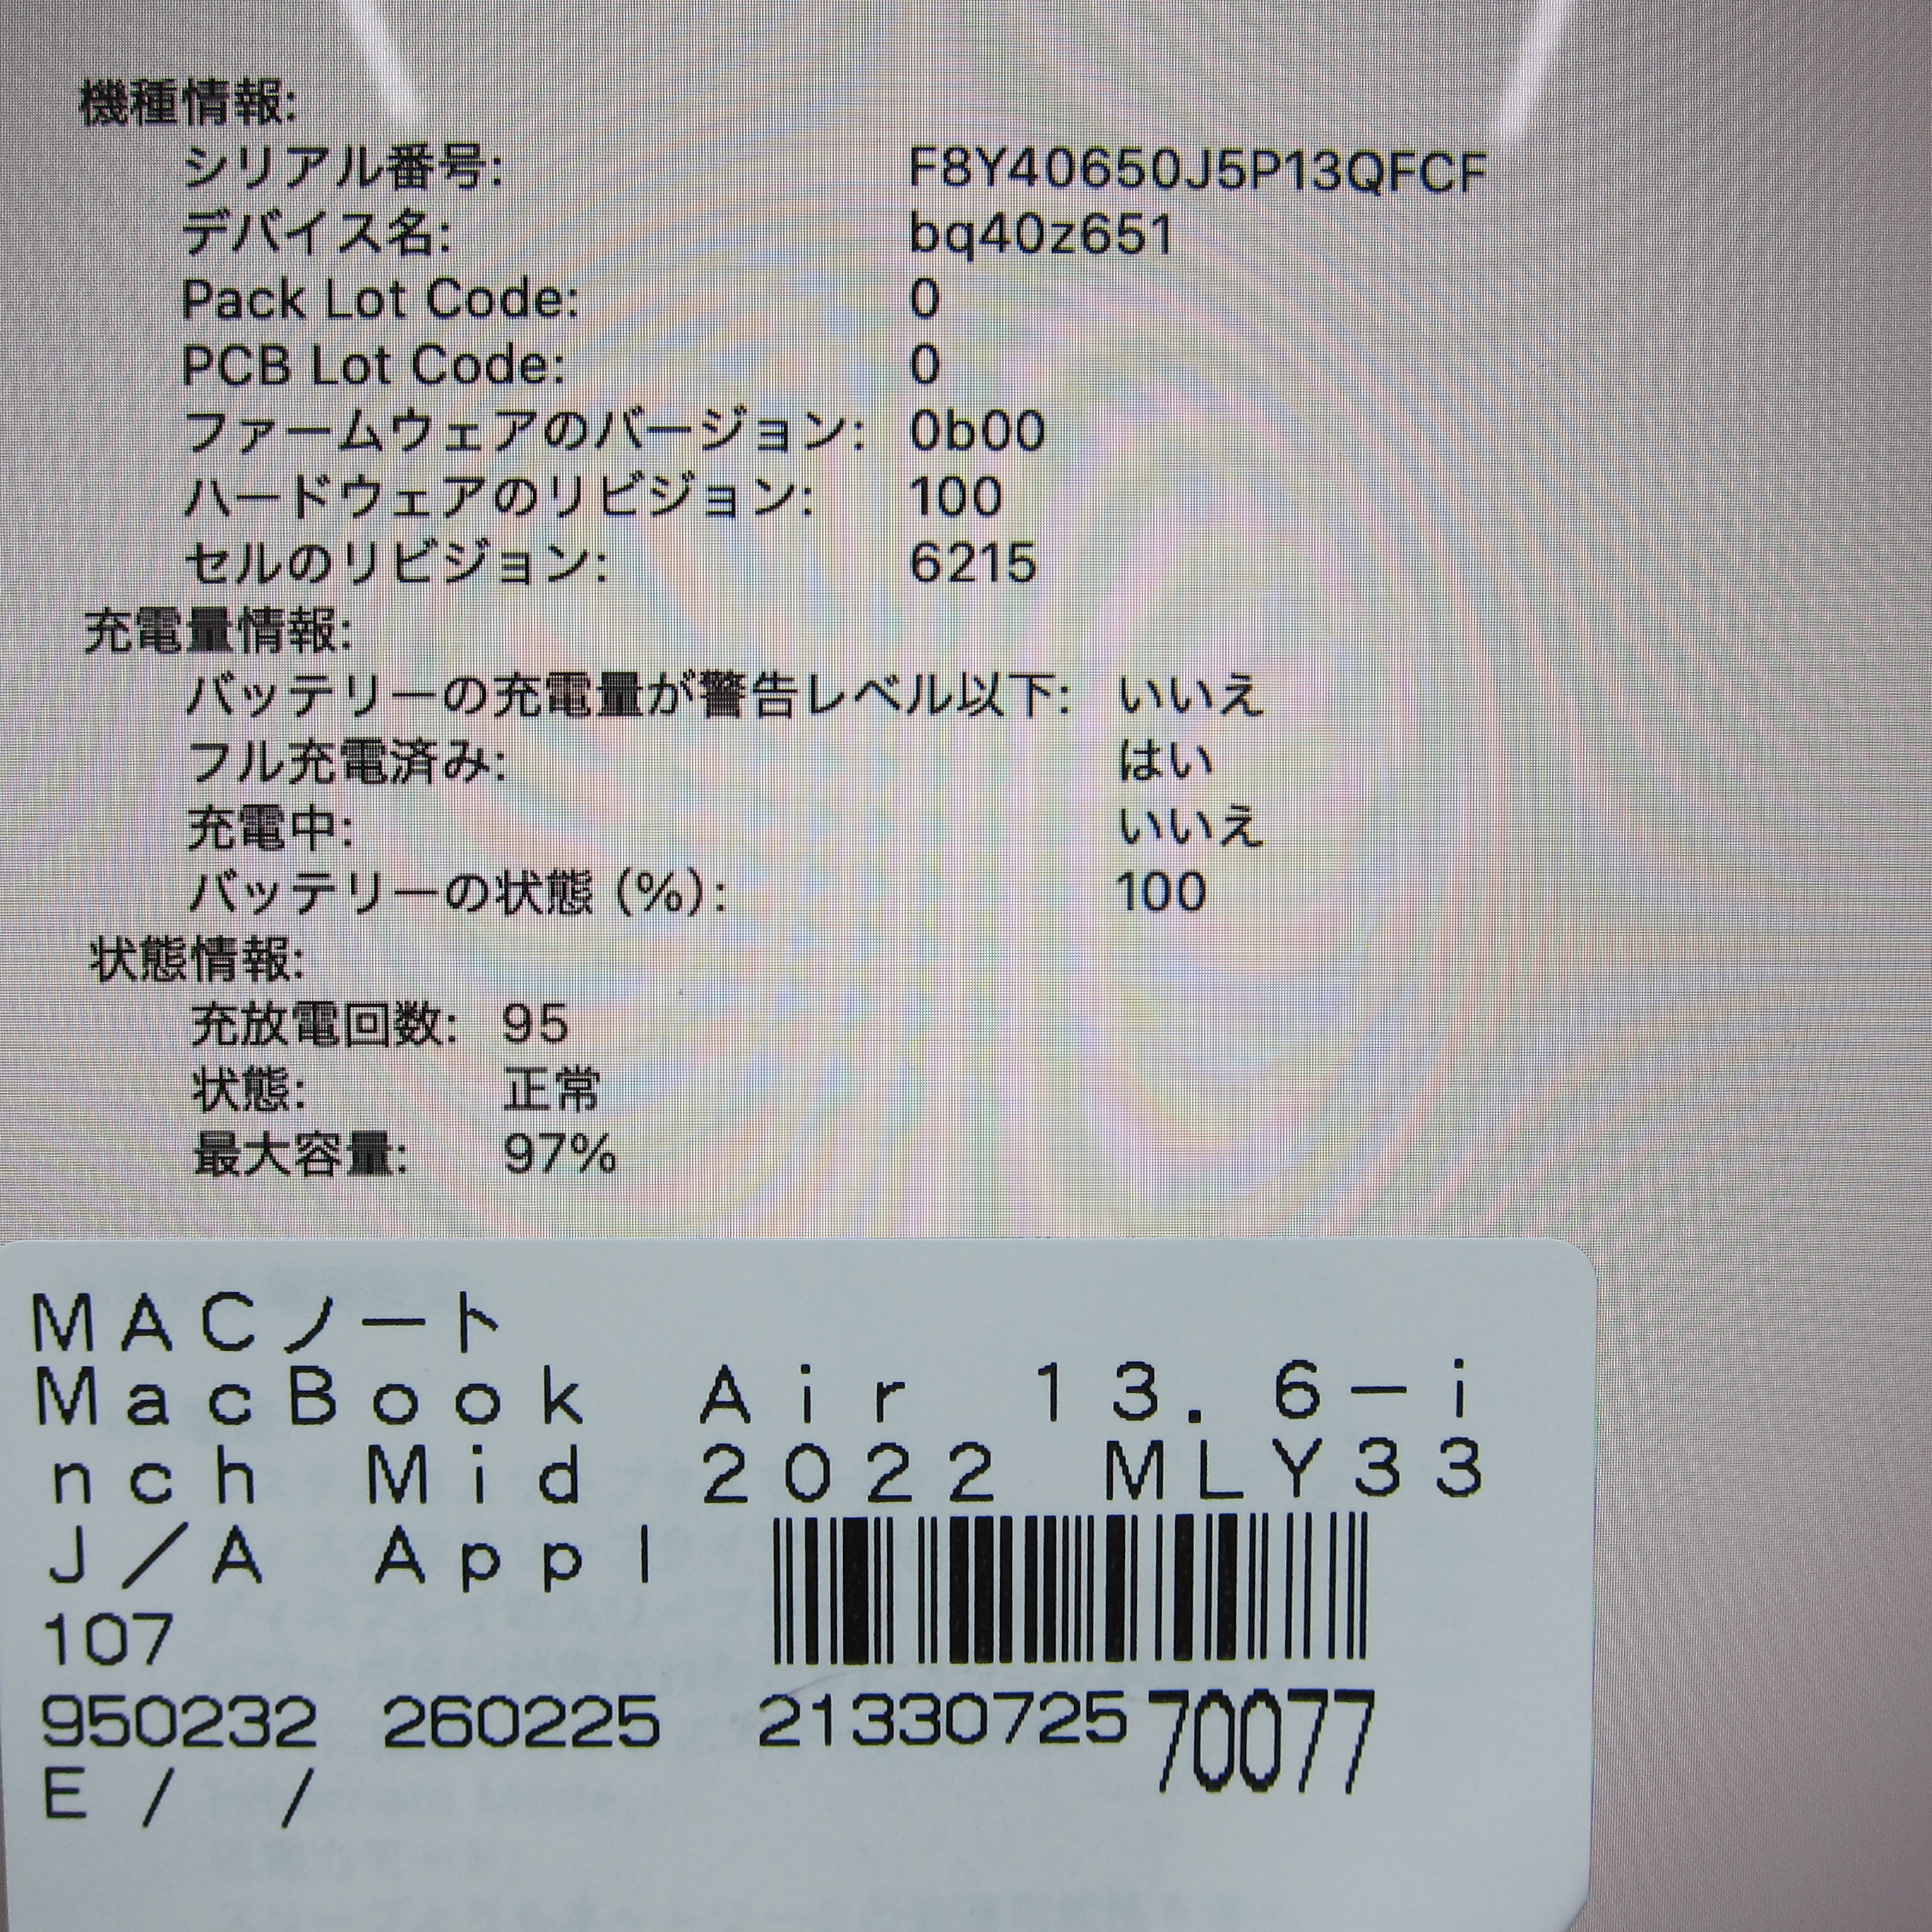 機種情報:
シリアル番号: F8Y40650J5P13QFCF
デバイス名: bq40z651
Pack Lot Code: 0
PCB Lot Code: 0
ファームウェアのバージョン: 0b00
ハードウェアのリビジョン: 100
セルのリビジョン: 6215
充電量情報:
バッテリーの充電量が警告レベル以下: いいえ
フル充電済み: はい
充電中: いいえ
バッテリーの状態 (%): 100
状態情報:
充放電回数: 95
状態: 正常
最大容量: 97%
MACノート
MacBook Air 13.6-i
nch Mid 2022 MLY33
J/A Appl
107
950232 260225 21330725 70077
E / /